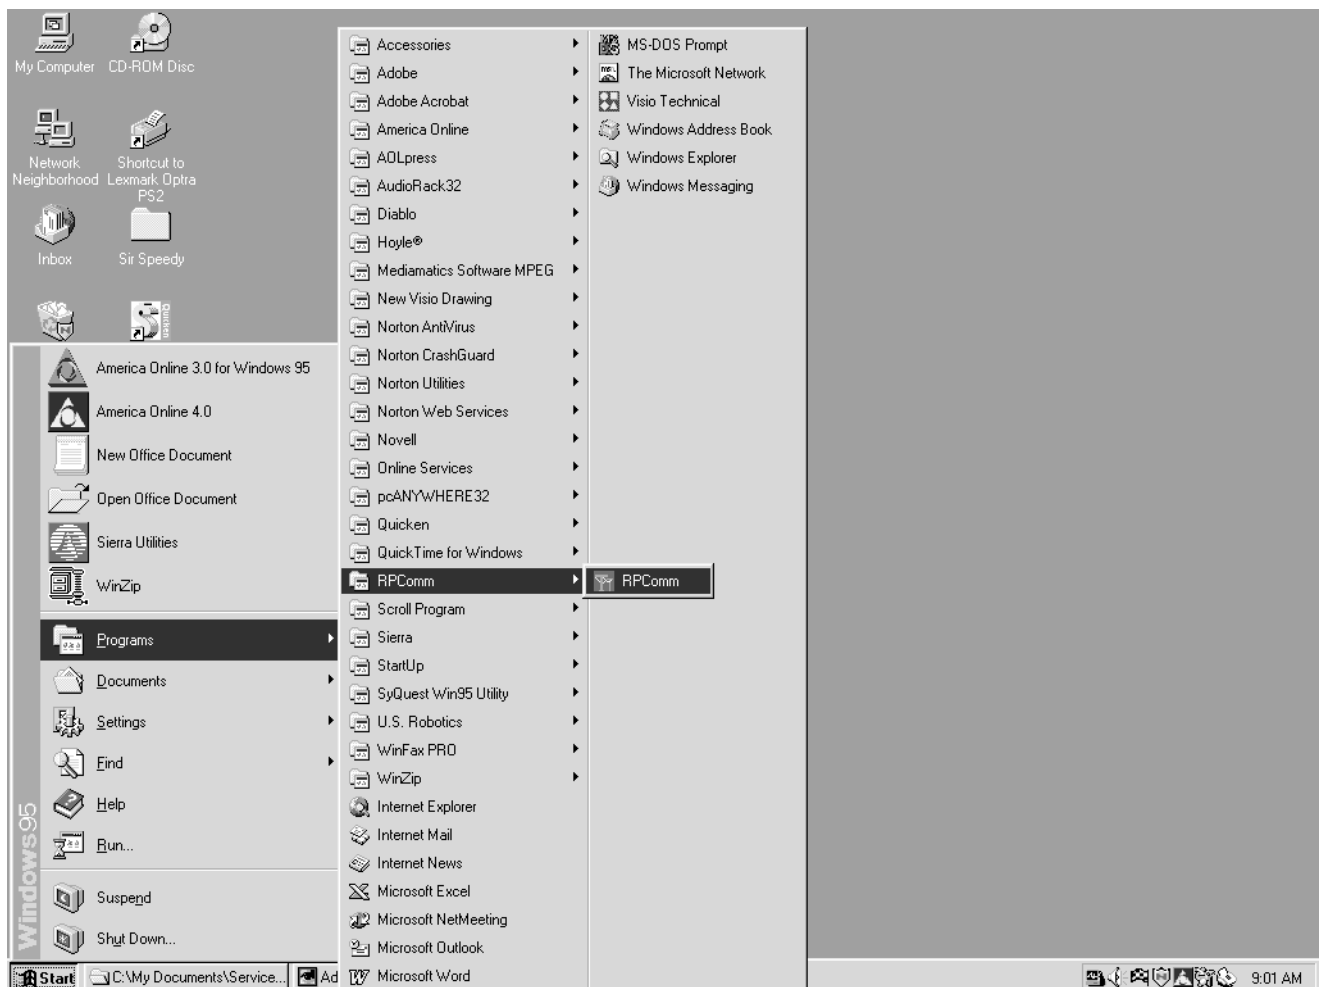 My Computer
CD-ROM Disc
Network
Neighborhood
Shortcut to
Lexmark Optra
PS2
Inbox
Sir Speedy
Quicken
America Online 3.0 for Windows 95
America Online 4.0
New Office Document
Open Office Document
Sierra Utilities
WinZip
Programs
Documents
Settings
Find
Help
Run...
Suspend
Shut Down...
Windows95
Accessories
Adobe
Adobe Acrobat
America Online
AOLpress
AudioRack32
Diablo
Hoyle®
Mediamatics Software MPEG
New Visio Drawing
Norton AntiVirus
Norton CrashGuard
Norton Utilities
Norton Web Services
Novell
Online Services
pcANYWHERE32
Quicken
QuickTime for Windows
RPComm
Scroll Program
Sierra
StartUp
SyQuest Win95 Utility
U.S. Robotics
WinFax PRO
WinZip
Internet Explorer
Internet Mail
Internet News
Microsoft Excel
Microsoft NetMeeting
Microsoft Outlook
Microsoft Word
MS-DOS Prompt
The Microsoft Network
Visio Technical
Windows Address Book
Windows Explorer
Windows Messaging
RPComm
Start
C:\My Documents\Service...
Ad
9:01 AM